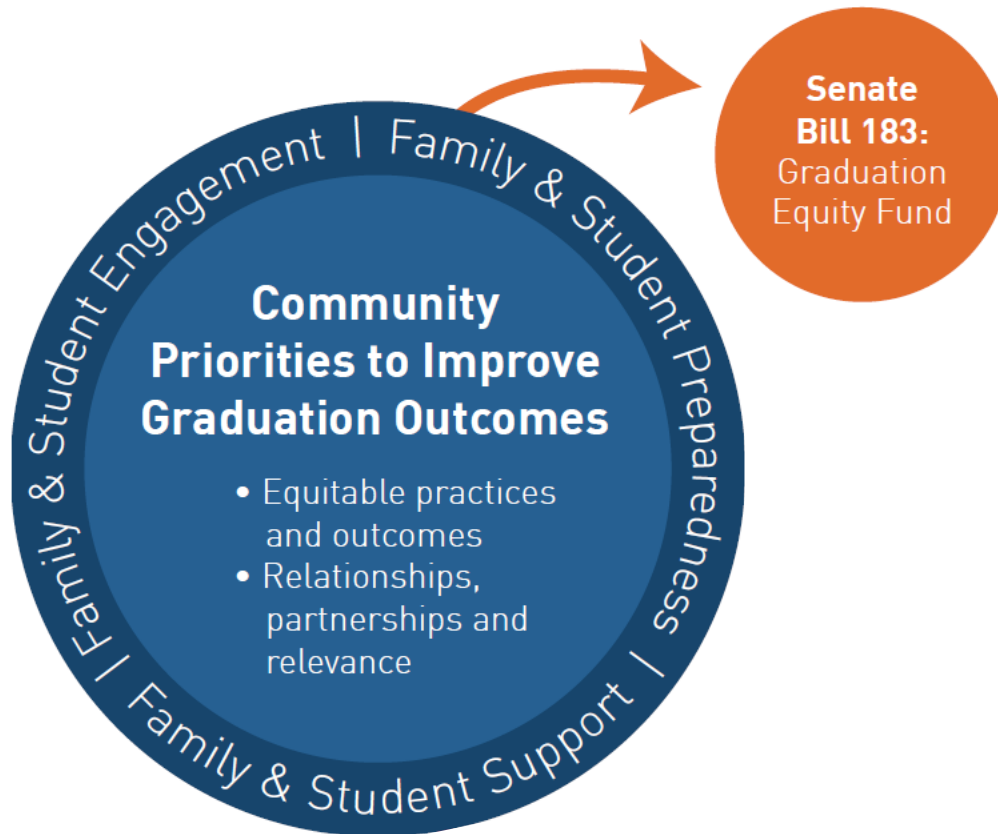 Senate
Bill 183:
Graduation
Equity Fund
Family & Student Engagement | Family & Student Preparedness | Family & Student Support |
Community
Priorities to Improve
Graduation Outcomes
• Equitable practices
and outcomes
• Relationships,
partnerships and
relevance